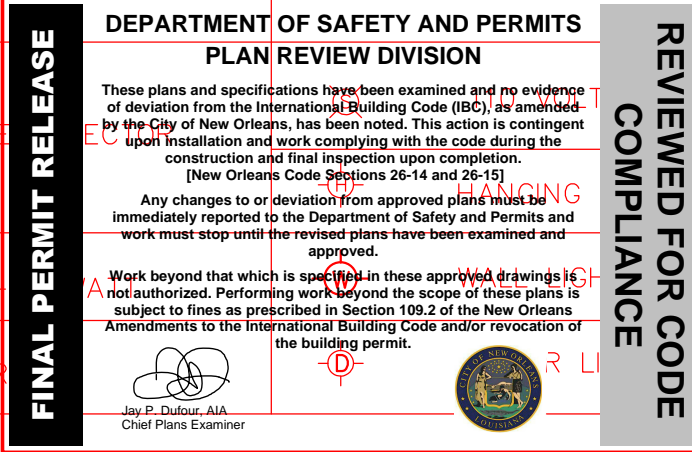 FINAL PERMIT RELEASE
DEPARTMENT OF SAFETY AND PERMITS
PLAN REVIEW DIVISION
These plans and specifications have been examined and no evidence
of deviation from the International Building Code (IBC), as amended
by the City of New Orleans, has been noted. This action is contingent
upon installation and work complying with the code during the
construction and final inspection upon completion.
[New Orleans Code Sections 26-14 and 26-15]
Any changes to or deviation from approved plans must be
immediately reported to the Department of Safety and Permits and
work must stop until the revised plans have been examined and
approved.
Work beyond that which is specified in these approved drawings is
not authorized. Performing work beyond the scope of these plans is
subject to fines as prescribed in Section 109.2 of the New Orleans
Amendments to the International Building Code and/or revocation of
the building permit.
Jay P. Dufour, AIA
Chief Plans Examiner
CITY OF NEW ORLEANS
LOUISIANA
REVIEWED FOR CODE
COMPLIANCE
S
VOLT
ECTOR
H
HANGING
WATT
W
WALL LIGH
D
R LI